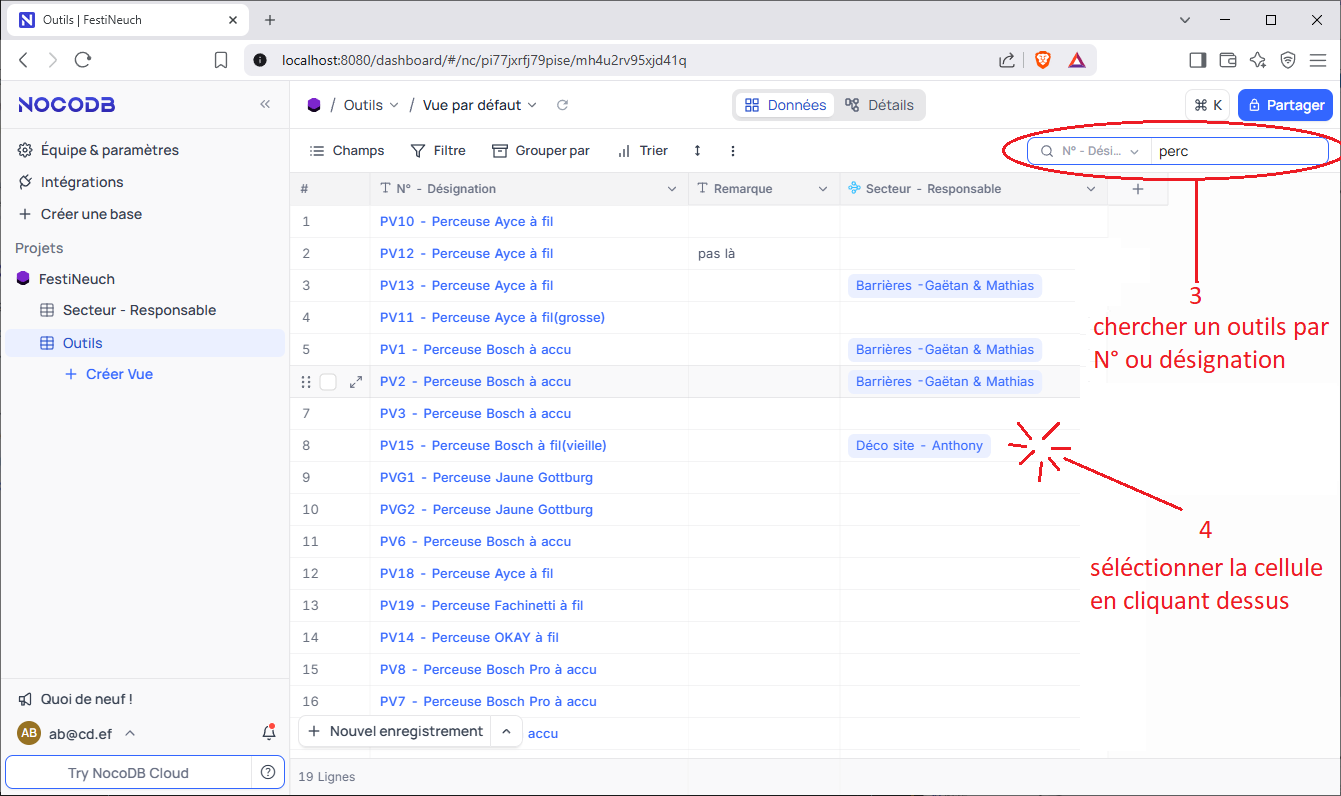 Outils | FestiNeuch
localhost:8080/dashboard/#/nc/pi77jxrfj79pise/mh4u2rv95xjd41q
NOCODB
/ Outils / Vue par défaut
Données
Détails
⌘ K
Partager
Équipe & paramètres
Intégrations
Créer une base
Projets
FestiNeuch
Secteur - Responsable
Outils
Créer Vue
Champs
Filtre
Grouper par
Trier
N° - Dési...
perc
# N° - Désignation Remarque Secteur - Responsable
1 PV10 - Perceuse Ayce à fil
2 PV12 - Perceuse Ayce à fil pas là
3 PV13 - Perceuse Ayce à fil Barrières -Gaëtan & Mathias
4 PV11 - Perceuse Ayce à fil(grosse)
5 PV1 - Perceuse Bosch à accu Barrières -Gaëtan & Mathias
PV2 - Perceuse Bosch à accu Barrières -Gaëtan & Mathias
7 PV3 - Perceuse Bosch à accu
8 PV15 - Perceuse Bosch à fil(vieille) Déco site - Anthony
9 PVG1 - Perceuse Jaune Gottburg
10 PVG2 - Perceuse Jaune Gottburg
11 PV6 - Perceuse Bosch à accu
12 PV18 - Perceuse Ayce à fil
13 PV19 - Perceuse Fachinetti à fil
14 PV14 - Perceuse OKAY à fil
15 PV8 - Perceuse Bosch Pro à accu
16 PV7 - Perceuse Bosch Pro à accu
accu
Nouvel enregistrement
19 Lignes
3
chercher un outils par
N° ou désignation
4
séléctionner la cellule
en cliquant dessus
Quoi de neuf !
AB ab@cd.ef
Try NocoDB Cloud